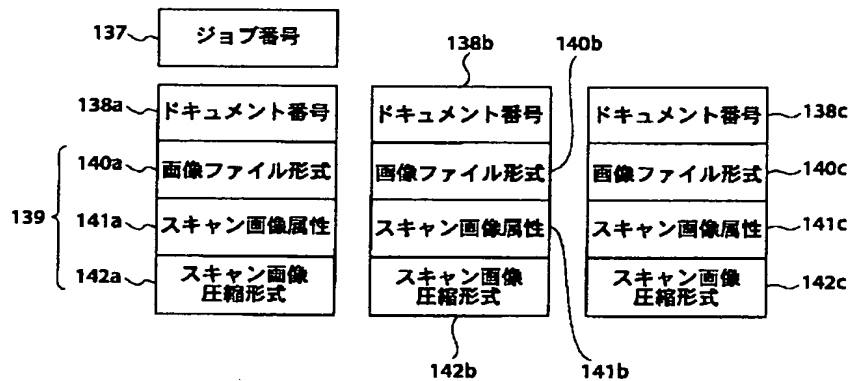 137
ジョブ番号
138b
140b
138a
ドキュメント番号
ドキュメント番号
ドキュメント番号
138c
139
140a
画像ファイル形式
画像ファイル形式
画像ファイル形式
140c
141a
スキャン画像属性
スキャン画像属性
スキャン画像属性
141c
142a
スキャン画像
圧縮形式
スキャン画像
圧縮形式
スキャン画像
圧縮形式
142c
142b
141b